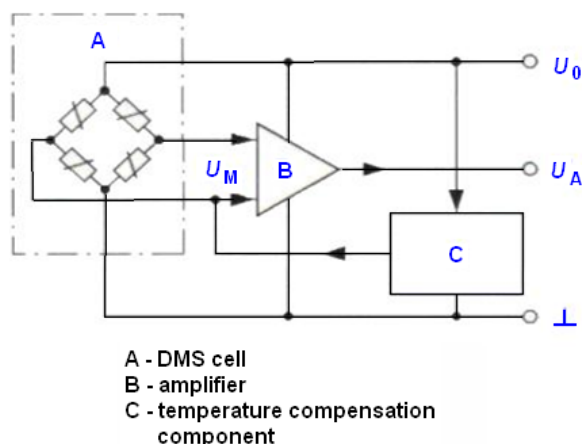 A
U0
UM
B
UA
C
⊥
A - DMS cell
B - amplifier
C - temperature compensation
component